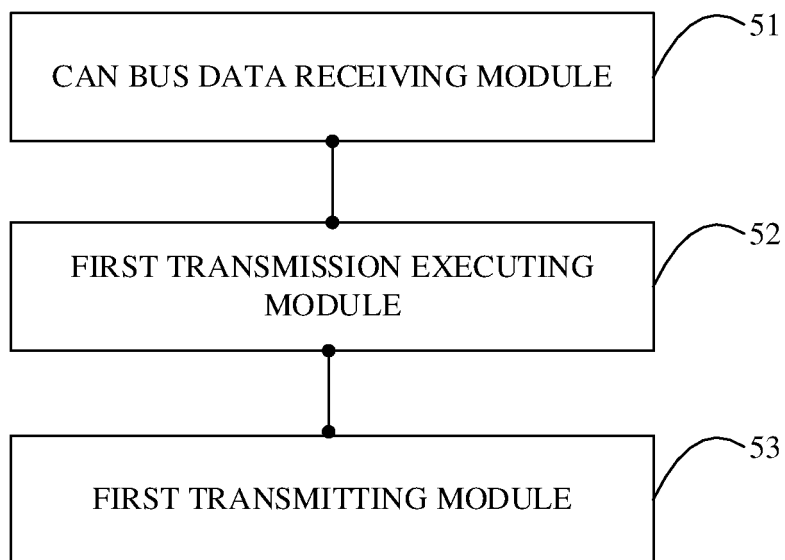 51
CAN BUS DATA RECEIVING MODULE
52
FIRST TRANSMISSION EXECUTING
MODULE
53
FIRST TRANSMITTING MODULE